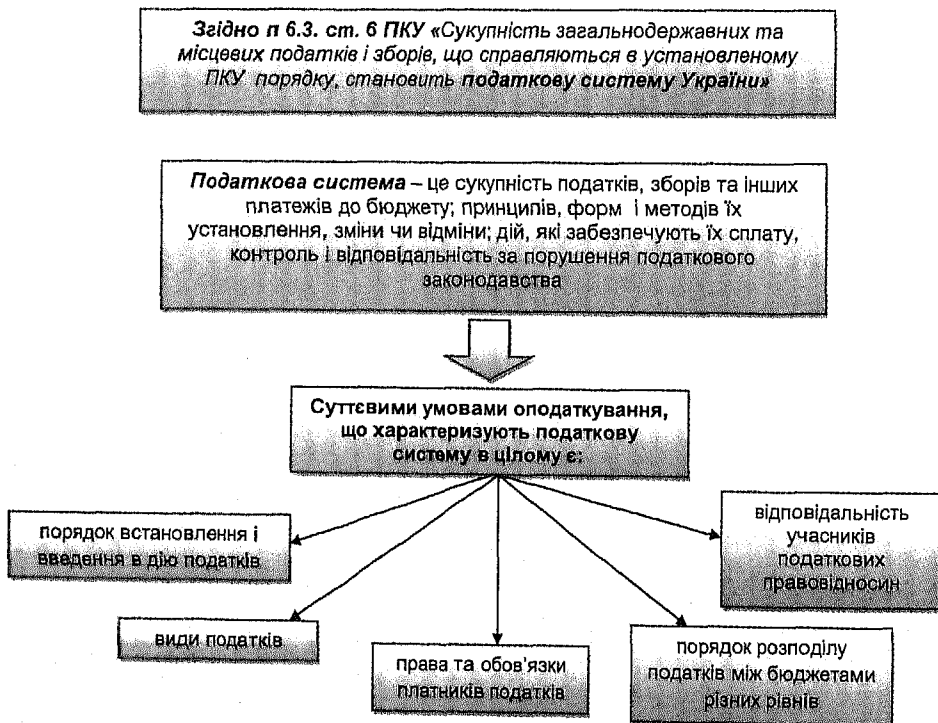 Згідно п 6.3. ст. 6 ПКУ «Сукупність загальнодержавних та
місцевих податків і зборів, що справляються в установленому
ПКУ порядку, становить податкову систему України»
Податкова система – це сукупність податків, зборів та інших
платежів до бюджету; принципів, форм і методів їх
установлення, зміни чи відміни; дій, які забезпечують їх сплату,
контроль і відповідальність за порушення податкового
законодавства
Суттєвими умовами оподаткування,
що характеризують податкову
систему в цілому є:
порядок встановлення і
введення в дію податків
види податків
права та обов'язки
платників податків
порядок розподілу
податків між бюджетами
різних рівнів
відповідальність
учасників
податкових
правовідносин